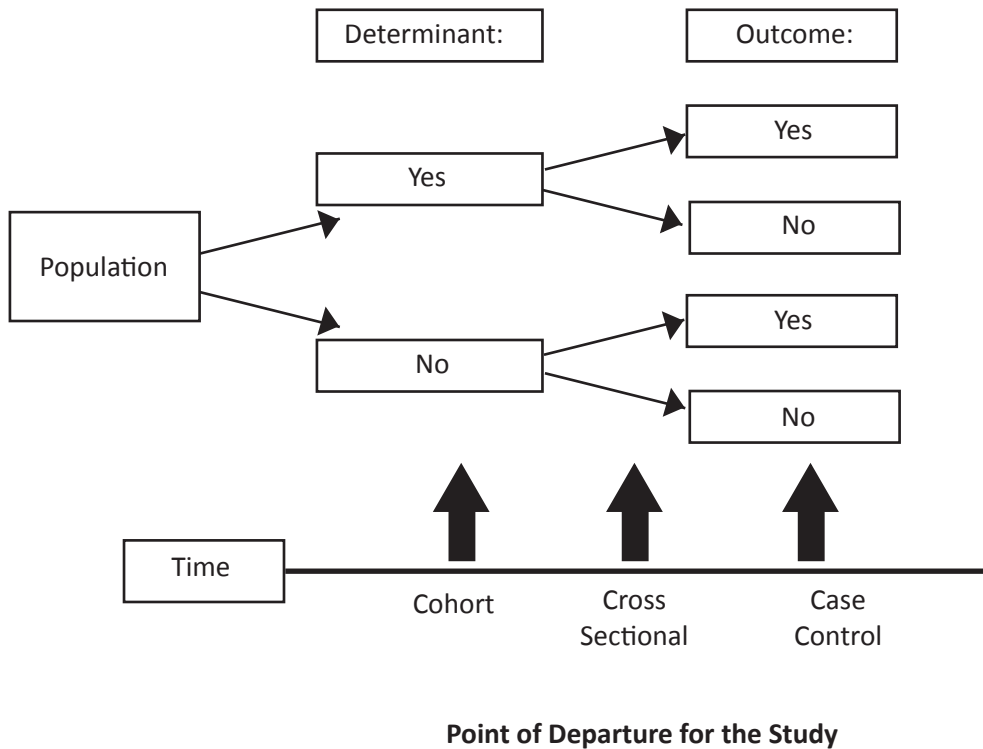 Determinant:
Outcome:
Yes
Yes
No
Population
Yes
No
No
Time
Cohort
Cross
Sectional
Case
Control
Point of Departure for the Study